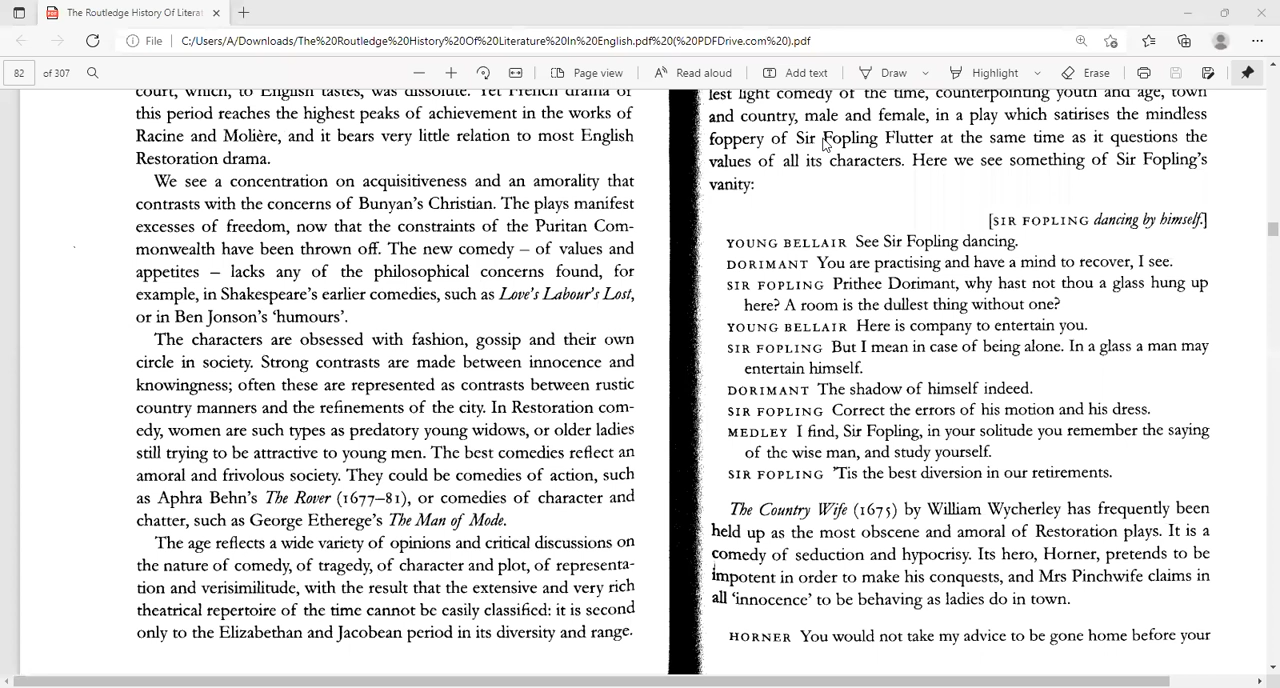 The Routledge History Of Litera
File
C:/Users/A/Downloads/The%20Routledge%20History%20Of%20Literature%20In%20English.pdf%20(%20PDFDrive.com%20).pdf
82 of 307
Page view
Read aloud
Add text
Draw
Highlight
Erase
court, which, to English tastes, was dissolute. Yet French drama of
this period reaches the highest peaks of achievement in the works of
Racine and Molière, and it bears very little relation to most English
Restoration drama.
We see a concentration on acquisitiveness and an amorality that
contrasts with the concerns of Bunyan's Christian. The plays manifest
excesses of freedom, now that the constraints of the Puritan Com-
monwealth have been thrown off. The new comedy – of values and
appetites – lacks any of the philosophical concerns found, for
example, in Shakespeare's earlier comedies, such as Love's Labour's Lost,
or in Ben Jonson's 'humours'.
The characters are obsessed with fashion, gossip and their own
circle in society. Strong contrasts are made between innocence and
knowingness; often these are represented as contrasts between rustic
country manners and the refinements of the city. In Restoration com-
edy, women are such types as predatory young widows, or older ladies
still trying to be attractive to young men. The best comedies reflect an
amoral and frivolous society. They could be comedies of action, such
as Aphra Behn's The Rover (1677–81), or comedies of character and
chatter, such as George Etherege's The Man of Mode.
The age reflects a wide variety of opinions and critical discussions on
the nature of comedy, of tragedy, of character and plot, of representa-
tion and verisimilitude, with the result that the extensive and very rich
theatrical repertoire of the time cannot be easily classified: it is second
only to the Elizabethan and Jacobean period in its diversity and range.
lest light comedy of the time, counterpointing youth and age, town
and country, male and female, in a play which satirises the mindless
foppery of Sir Fopling Flutter at the same time as it questions the
values of all its characters. Here we see something of Sir Fopling's
vanity:
[SIR FOPLING dancing by himself.]
YOUNG BELLAIR See Sir Fopling dancing.
DORIMANT You are practising and have a mind to recover, I see.
SIR FOPLING Prithee Dorimant, why hast not thou a glass hung up
here? A room is the dullest thing without one?
YOUNG BELLAIR Here is company to entertain you.
SIR FOPLING But I mean in case of being alone. In a glass a man may
entertain himself.
DORIMANT The shadow of himself indeed.
SIR FOPLING Correct the errors of his motion and his dress.
MEDLEY I find, Sir Fopling, in your solitude you remember the saying
of the wise man, and study yourself.
SIR FOPLING 'Tis the best diversion in our retirements.
The Country Wife (1675) by William Wycherley has frequently been
held up as the most obscene and amoral of Restoration plays. It is a
comedy of seduction and hypocrisy. Its hero, Horner, pretends to be
impotent in order to make his conquests, and Mrs Pinchwife claims in
all 'innocence' to be behaving as ladies do in town.
HORNER You would not take my advice to be gone home before your